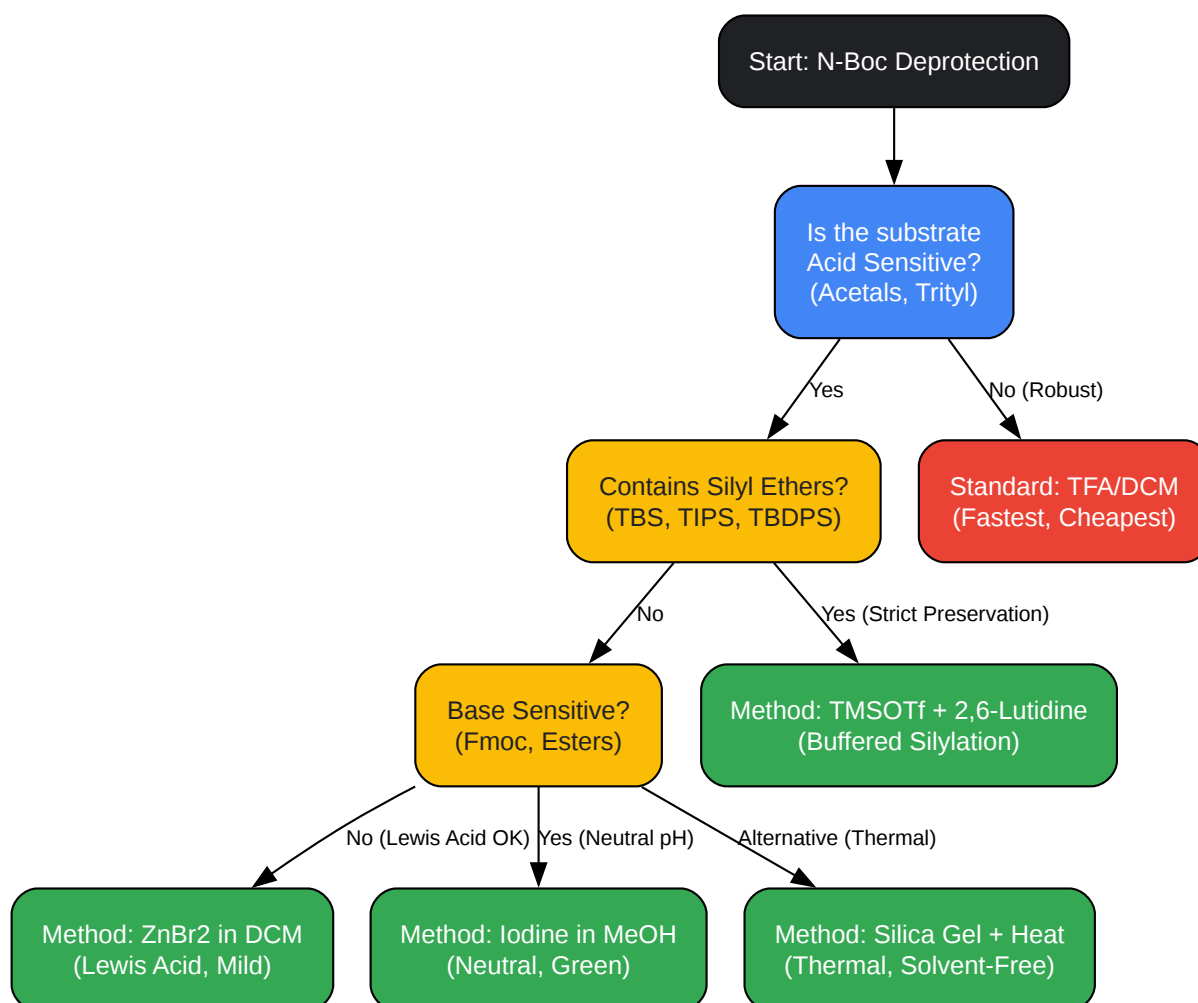 Start: N-Boc Deprotection
Is the substrate
Acid Sensitive?
(Acetals, Trityl)
Yes
No (Robust)
Contains Silyl Ethers?
(TBS, TIPS, TBDPS)
Standard: TFA/DCM
(Fastest, Cheapest)
No
Yes (Strict Preservation)
Base Sensitive?
(Fmoc, Esters)
Method: TMSOTf + 2,6-Lutidine
(Buffered Silylation)
No (Lewis Acid OK)
Yes (Neutral pH)
Alternative (Thermal)
Method: ZnBr2 in DCM
(Lewis Acid, Mild)
Method: Iodine in MeOH
(Neutral, Green)
Method: Silica Gel + Heat
(Thermal, Solvent-Free)